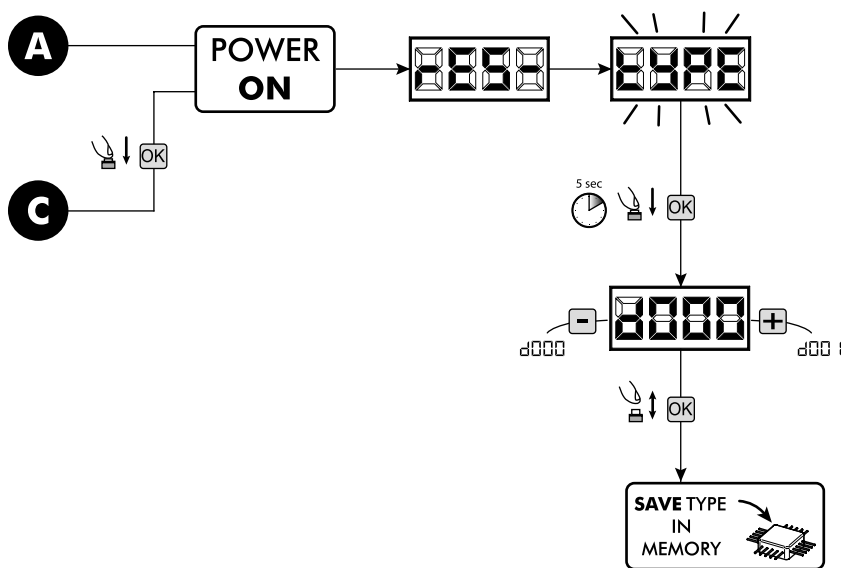 A
POWER
ON
rES-
tYPE
OK
C
5 sec
OK
-
d000
+
d000
d001
OK
SAVE TYPE
IN
MEMORY